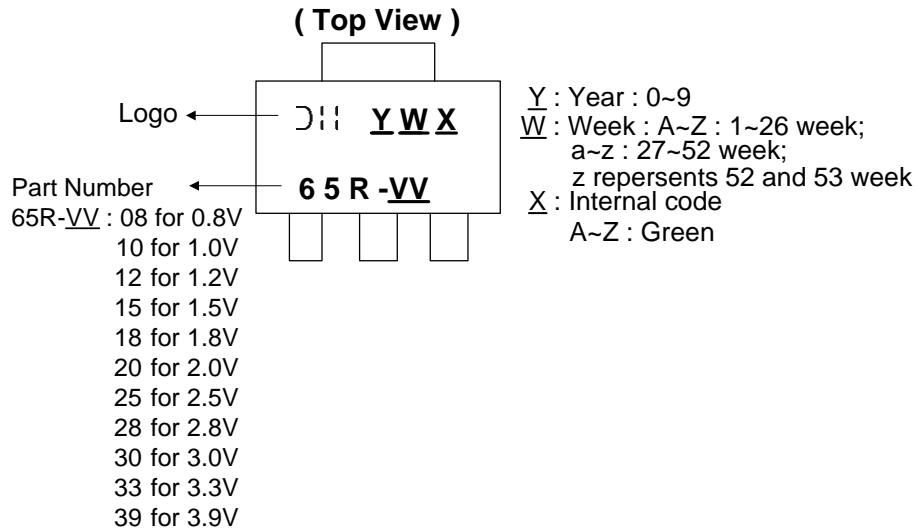 ( Top View )
Logo
Y W X
Part Number
6 5 R -VV
65R-VV : 08 for 0.8V
10 for 1.0V
12 for 1.2V
15 for 1.5V
18 for 1.8V
20 for 2.0V
25 for 2.5V
28 for 2.8V
30 for 3.0V
33 for 3.3V
39 for 3.9V
Y : Year : 0~9
W : Week : A~Z : 1~26 week;
a~z : 27~52 week;
z repersents 52 and 53 week
X : Internal code
A~Z : Green